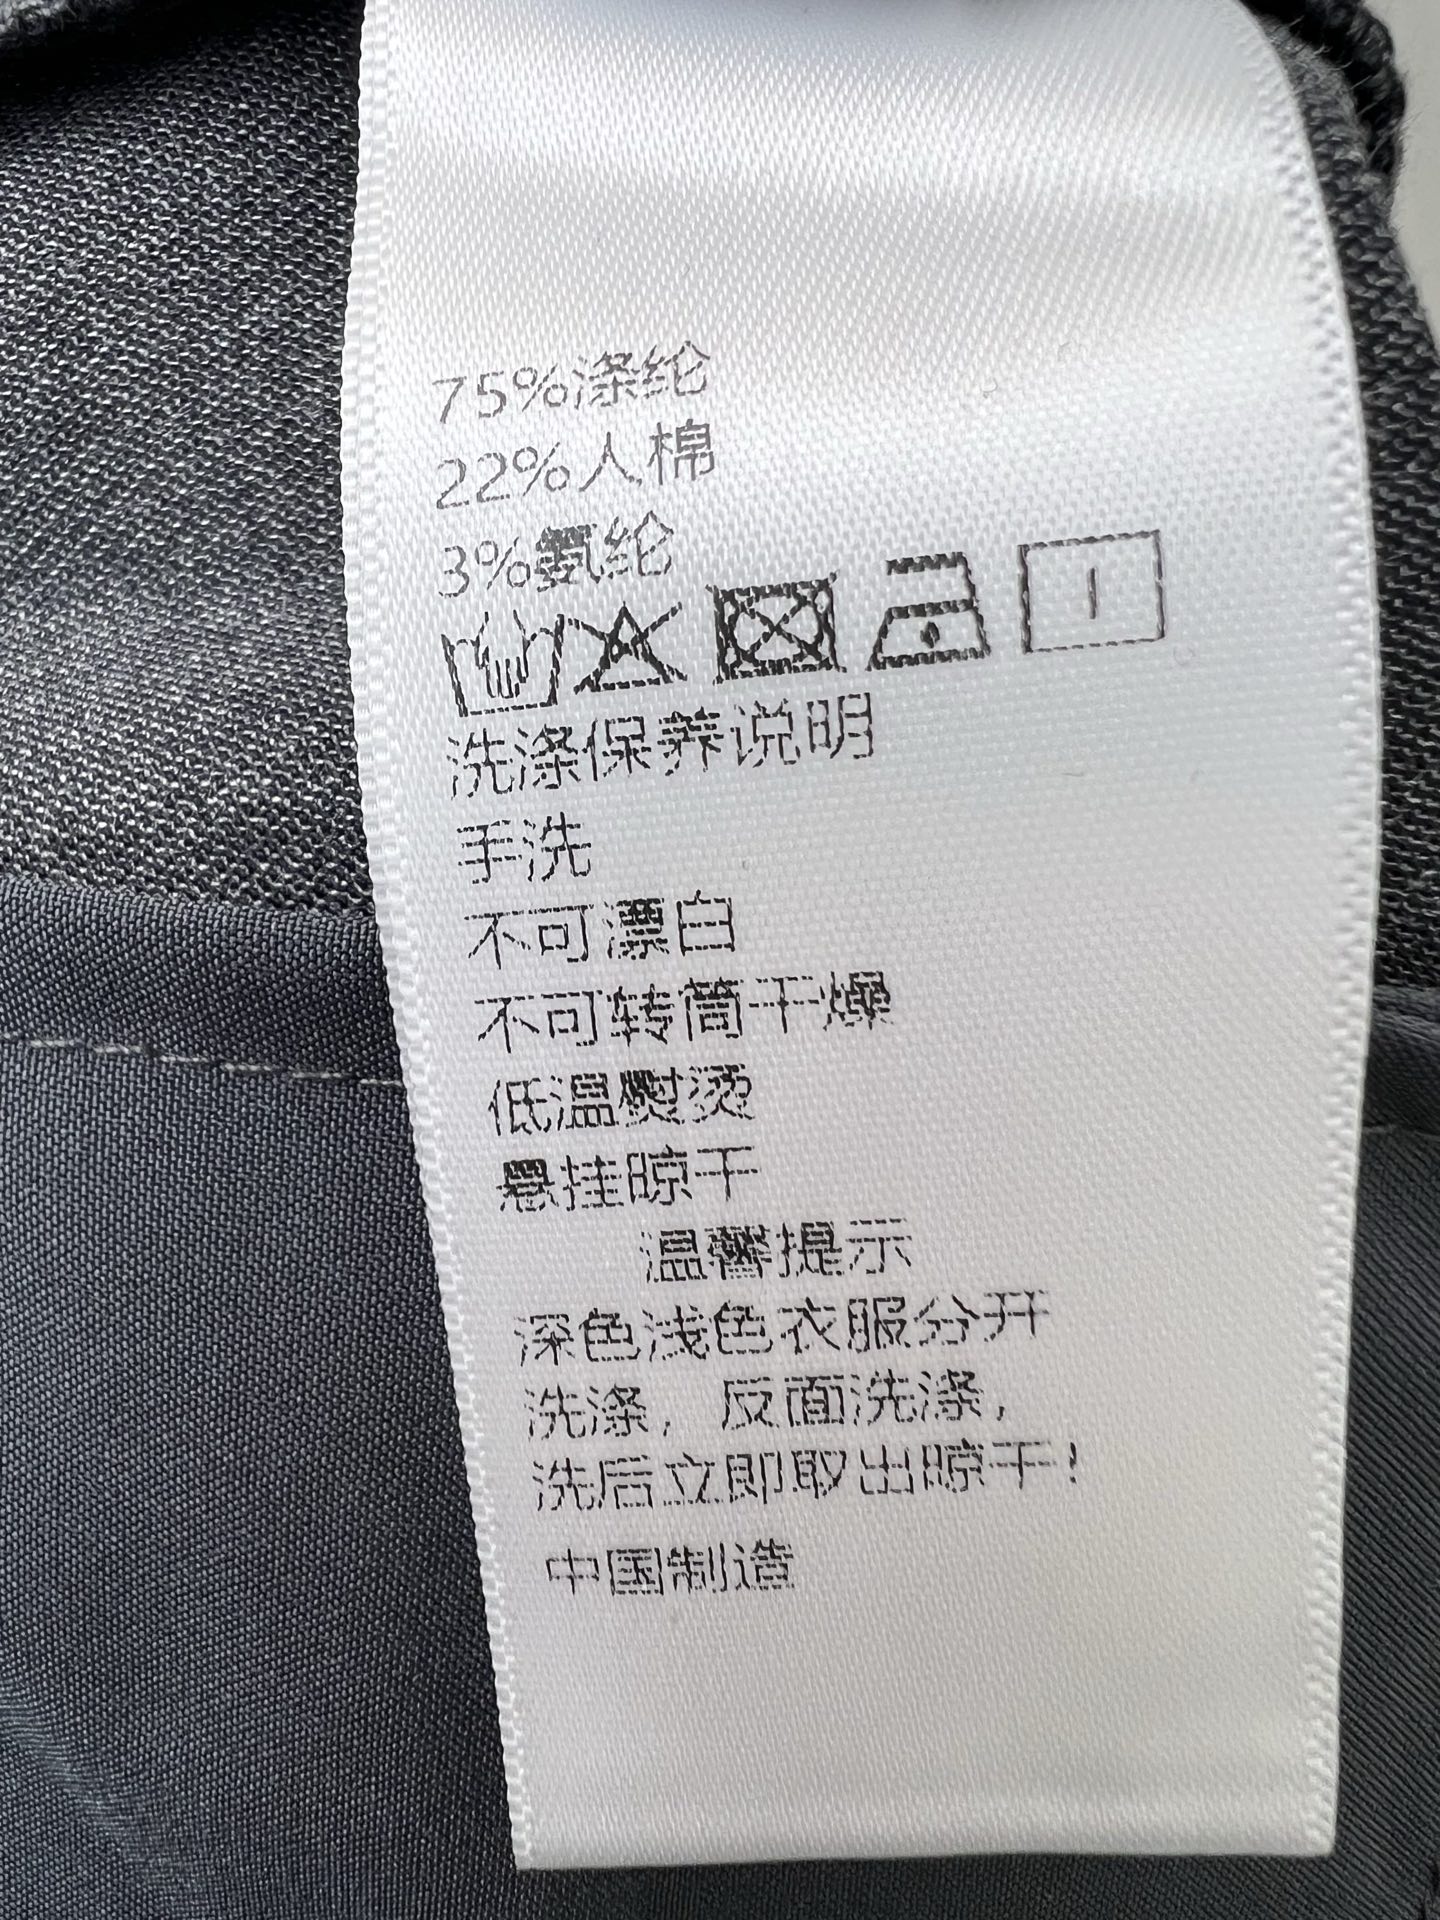 75%涤纶
22%人棉
3%氨纶
洗涤保养说明
手洗
不可漂白
不可转筒干燥
低温熨烫
悬挂晾干
温馨提示
深色浅色衣服分开
洗涤，反面洗涤，
洗后立即取出晾干！
中国制造